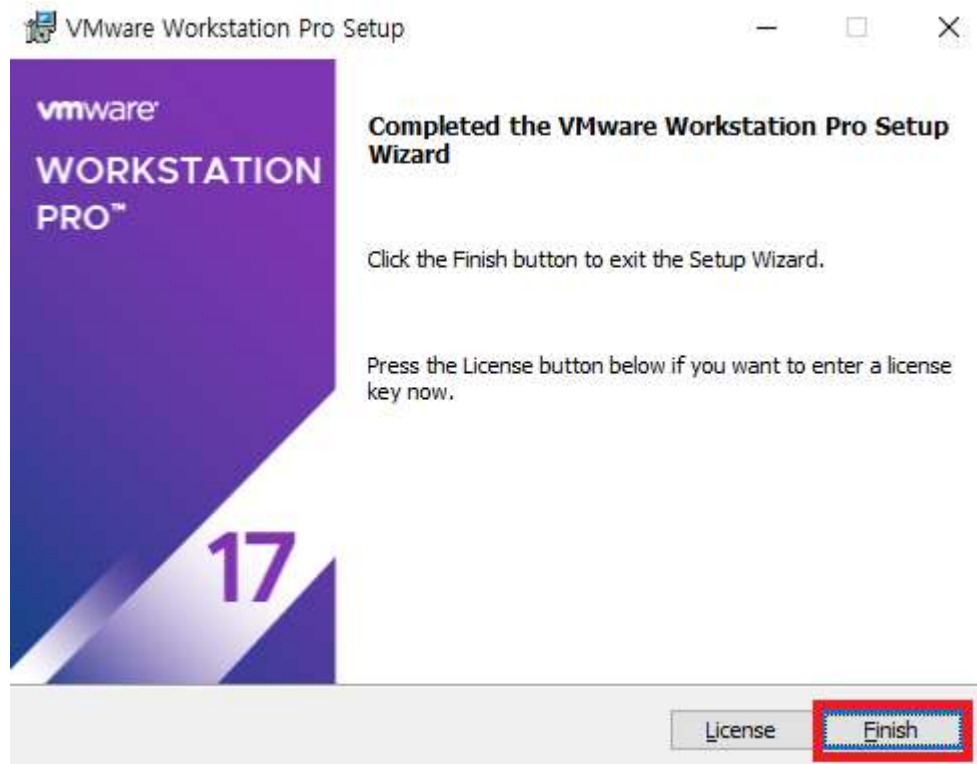 VMware Workstation Pro Setup
vmware®
WORKSTATION
PRO™
17
Completed the VMware Workstation Pro Setup
Wizard
Click the Finish button to exit the Setup Wizard.
Press the License button below if you want to enter a license
key now.
License
Finish